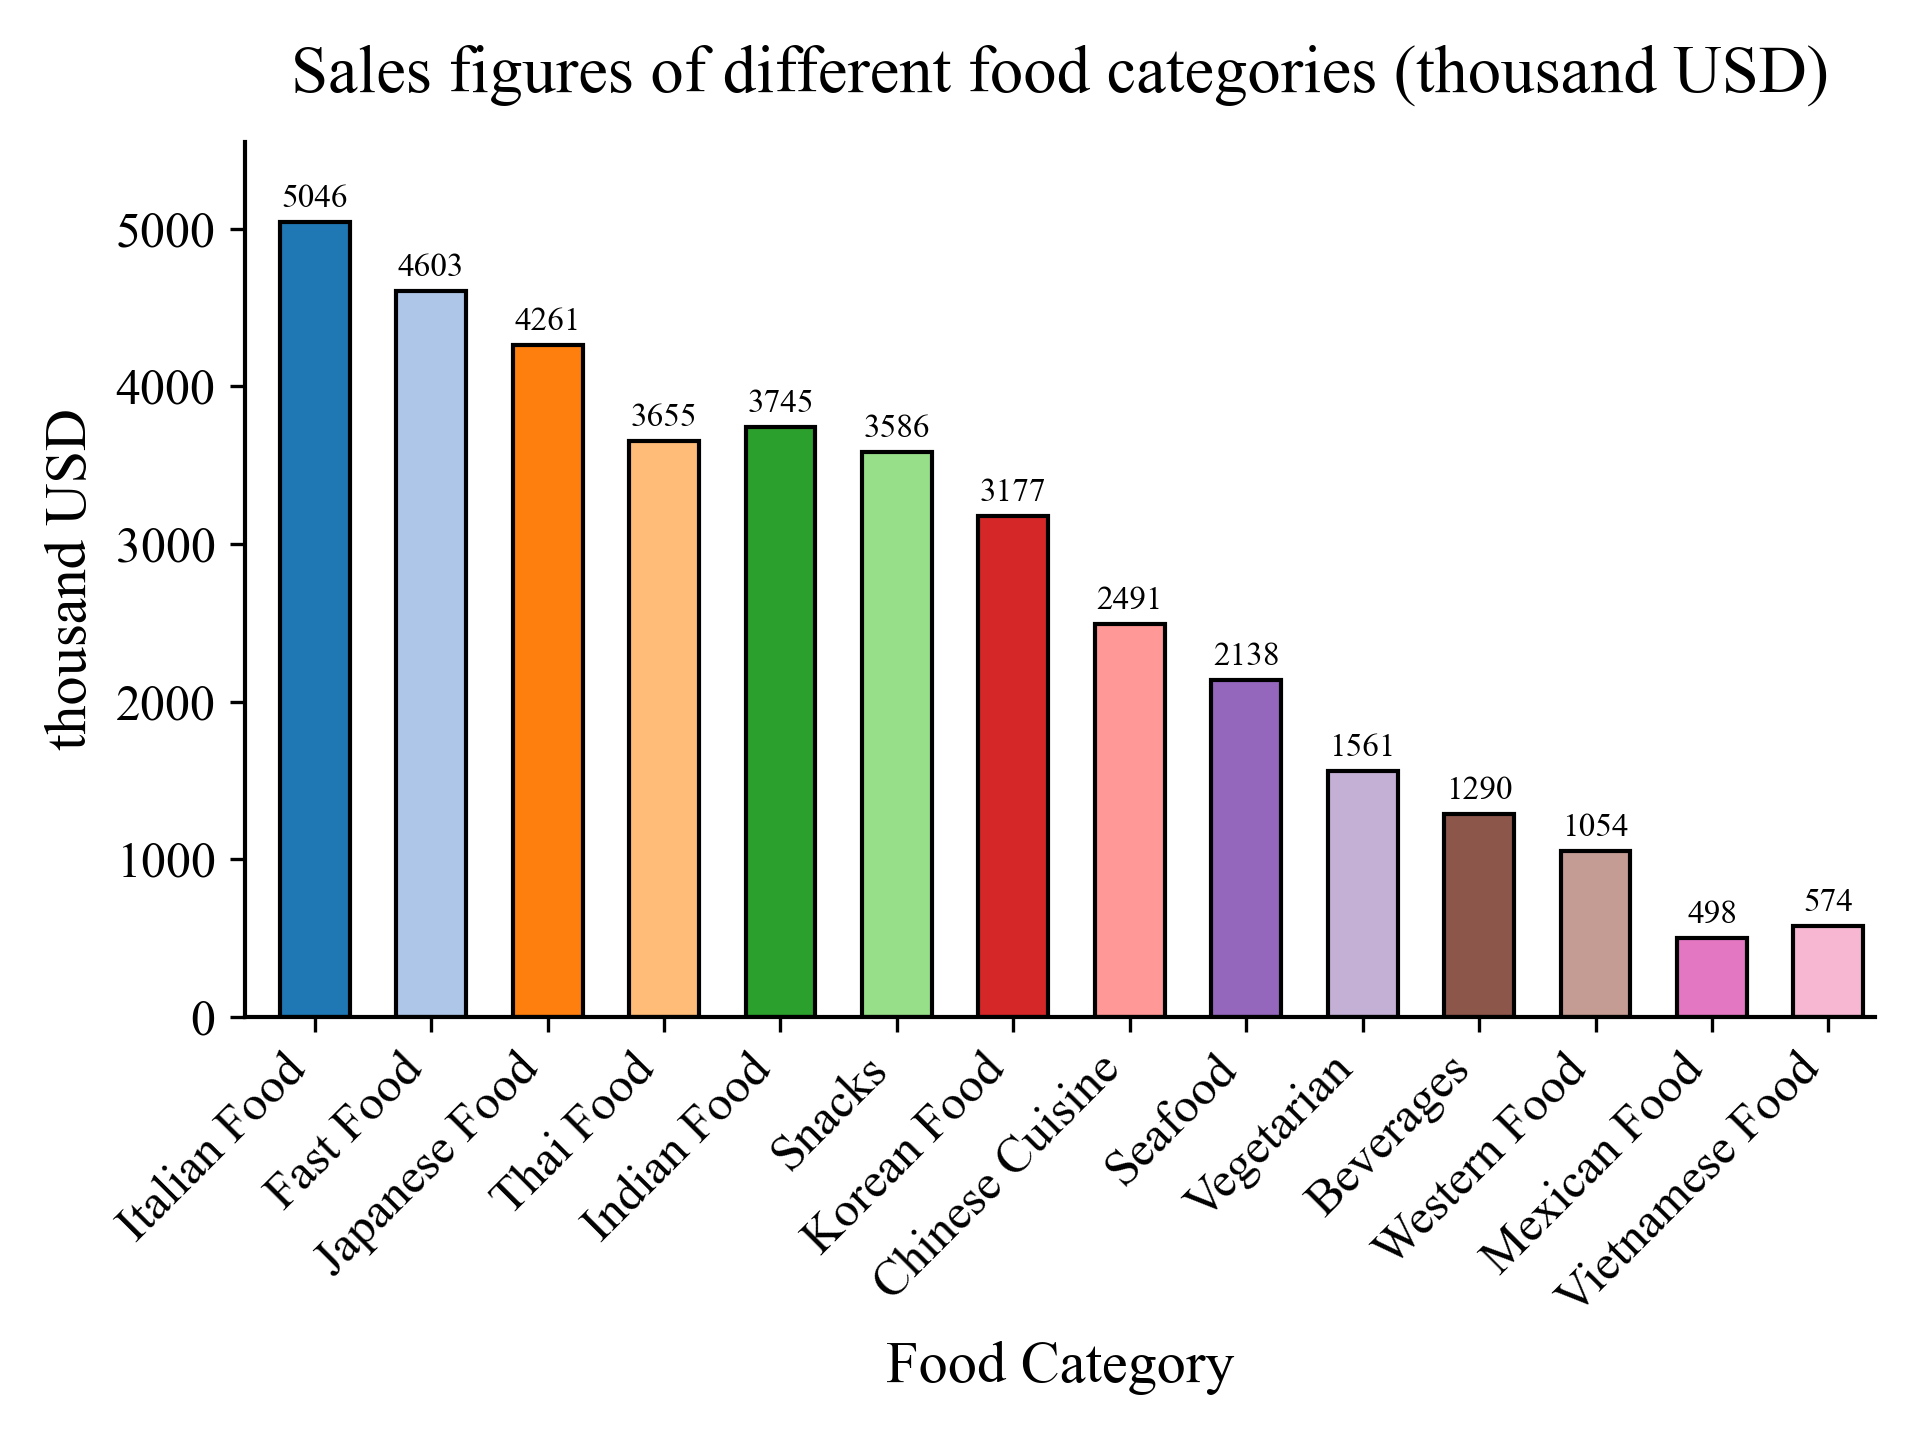 Sales figures of different food categories (thousand USD)
thousand USD
5000
4000
3000
2000
1000
0
5046
4603
4261
3655
3745
3586
3177
2491
2138
1561
1290
1054
498
574
Italian Food
Fast Food
Japanese Food
Thai Food
Indian Food
Snacks
Korean Food
Chinese Cuisine
Seafood
Vegetarian
Beverages
Western Food
Mexican Food
Vietnamese Food
Food Category